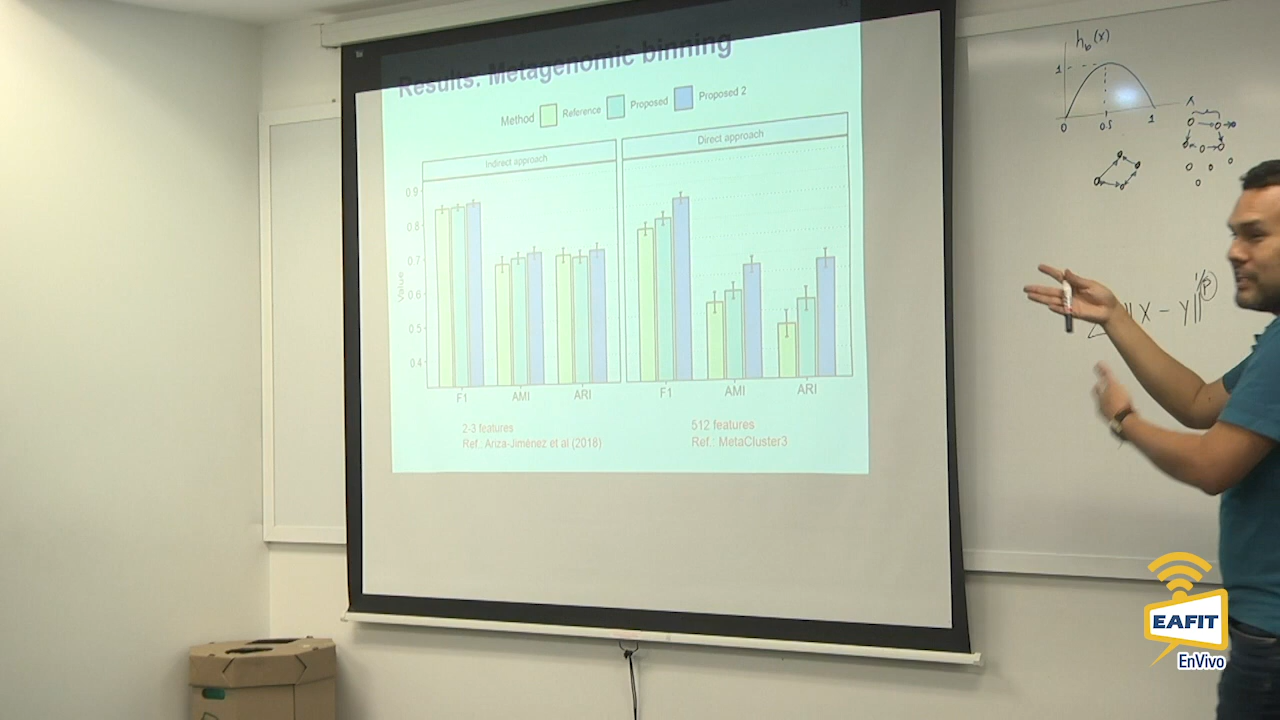 Results: Metagenomic binning
Method Reference Proposed Proposed 2
Indirect approach
Direct approach
Value
0.9
0.8
0.7
0.6
0.5
0.4
F1 AMI ARI
F1 AMI ARI
2-3 features
Ref.: Ariza-Jiménez et al (2018)
512 features
Ref.: MetaCluster3
h_b(x)
1
0 0.5 1
||X - Y||^p
EAFIT
EnVivo